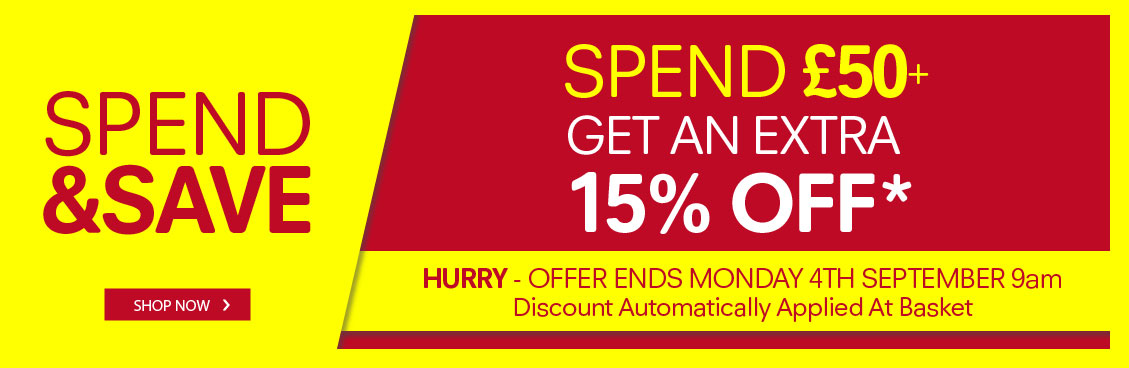 SPEND
&SAVE
SHOP NOW >
SPEND £50+
GET AN EXTRA
15% OFF*
HURRY - OFFER ENDS MONDAY 4TH SEPTEMBER 9am
Discount Automatically Applied At Basket